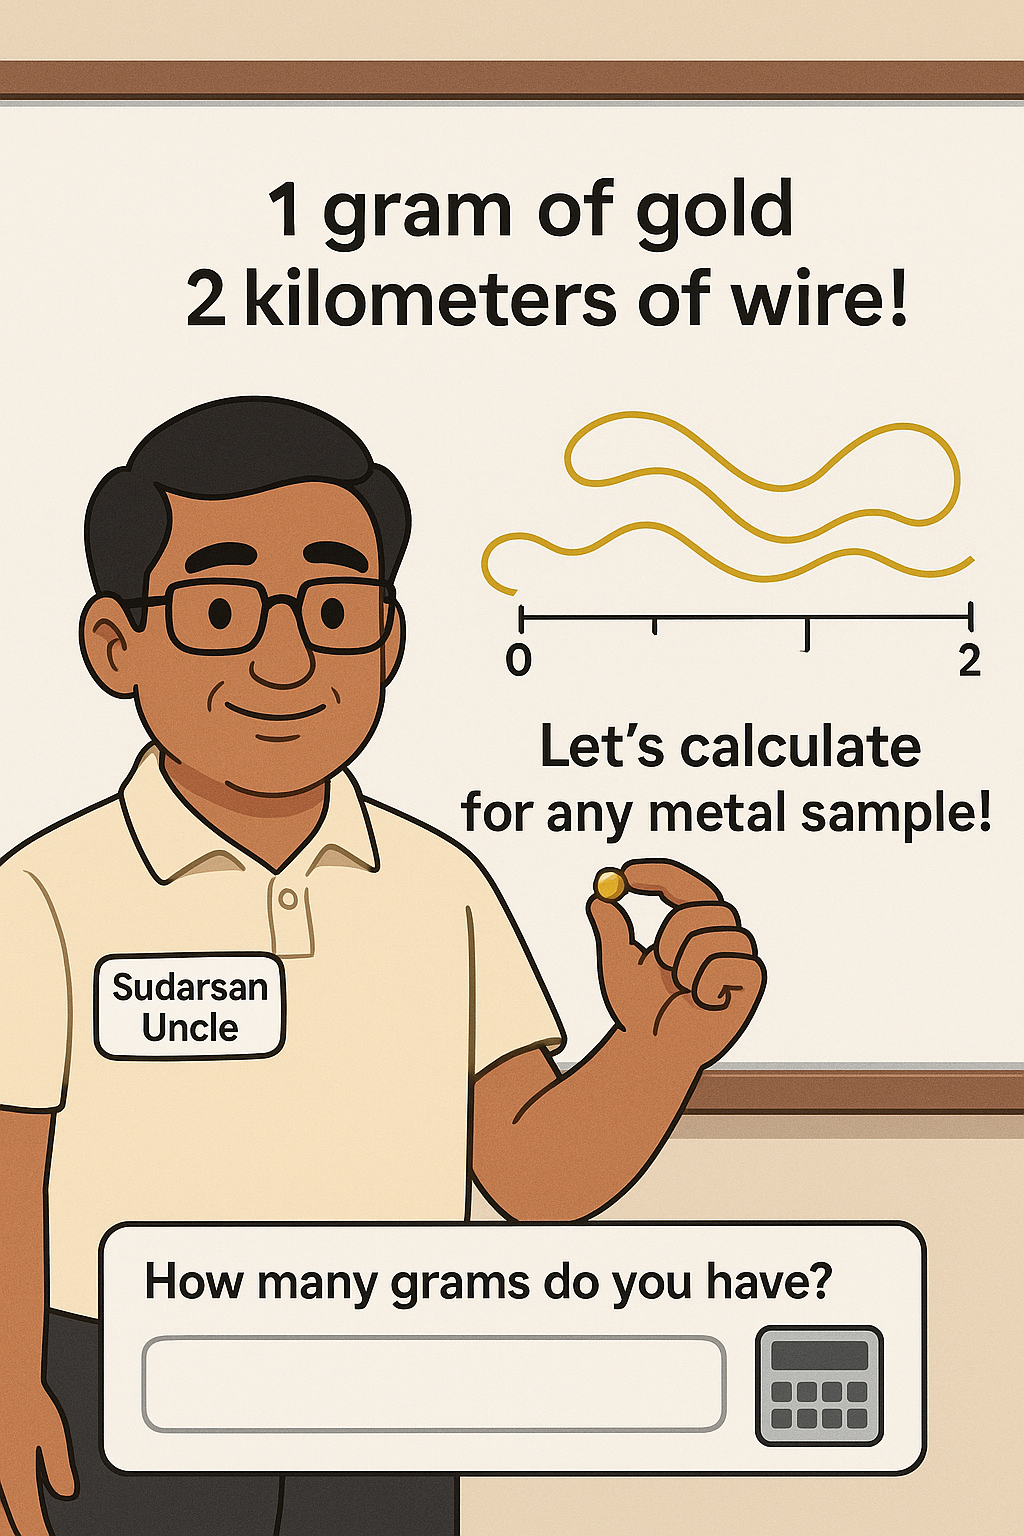 1 gram of gold
2 kilometers of wire!
0
2
Let’s calculate
for any metal sample!
Sudarsan
Uncle
How many grams do you have?